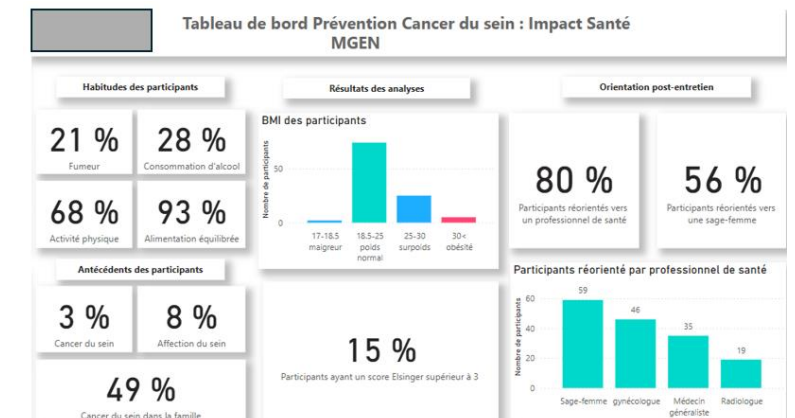 Tableau de bord Prévention Cancer du sein : Impact Santé
MGEN
Habitudes des participants
21 %
Fumeur
28 %
Consommation d'alcool
68 %
Activité physique
93 %
Alimentation équilibrée
Antécédents des participants
3 %
Cancer du sein
8 %
Affection du sein
49 %
Cancer du sein dans la famille
Résultats des analyses
BMI des participants
Nombre de participants
50
0
17-18.5
maigreur
18.5-25
poids
normal
25-30
surpoids
30<
obésité
15 %
Participants ayant un score Elsinger supérieur à 3
Orientation post-entretien
80 %
Participants réorientés vers
un professionnel de santé
56 %
Participants réorientés vers
une sage-femme
Participants réorienté par professionnel de santé
Nombre de participants
60
40
20
0
59
46
35
19
Sage-femme
gynécologue
Médecin
généraliste
Radiologue